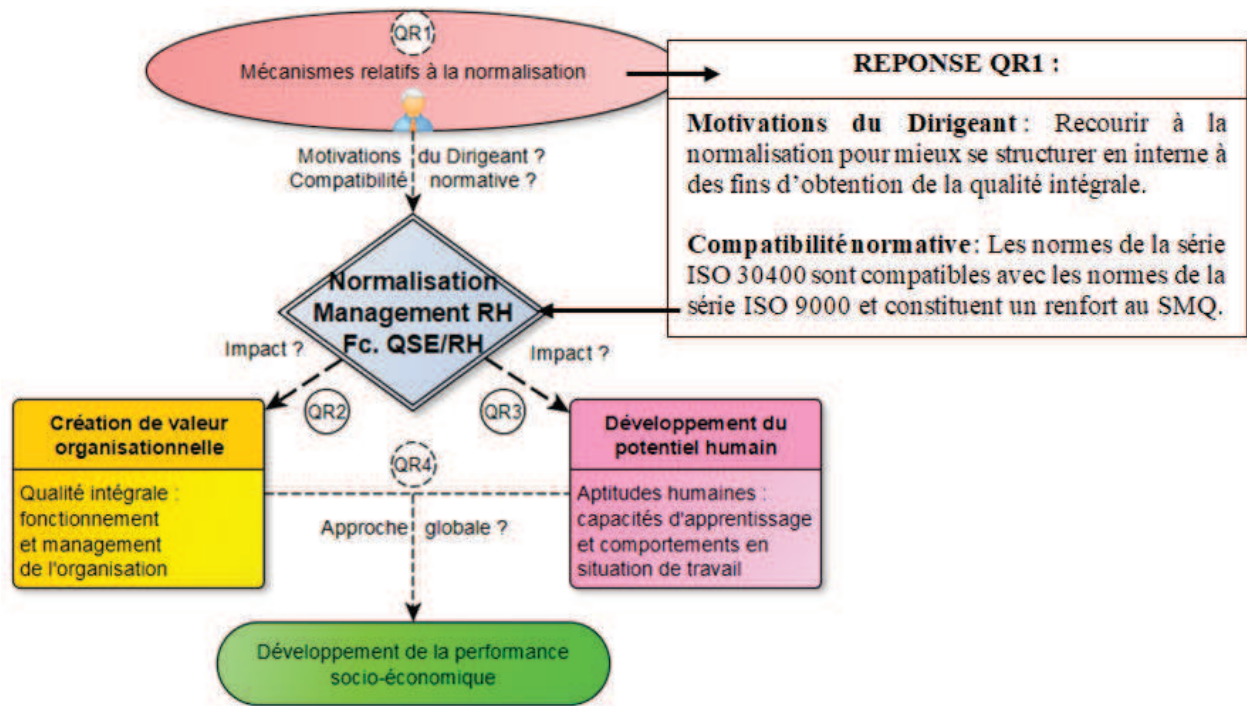 QR1
Mécanismes relatifs à la normalisation
REPONSE QR1 :
Motivations du Dirigeant : Recourir à la
normalisation pour mieux se structurer en interne à
des fins d'obtention de la qualité intégrale.
Compatibilité normative : Les normes de la série
ISO 30400 sont compatibles avec les normes de la
série ISO 9000 et constituent un renfort au SMQ.
Motivations du Dirigeant ?
Compatibilité normative ?
Normalisation
Management RH
Fc. QSE/RH
Impact ?
Impact ?
QR2
QR3
Création de valeur
organisationnelle
Qualité intégrale :
fonctionnement
et management
de l'organisation
Développement du
potentiel humain
Aptitudes humaines :
capacités d'apprentissage
et comportements en
situation de travail
QR4
Approche globale ?
Développement de la performance
socio-économique